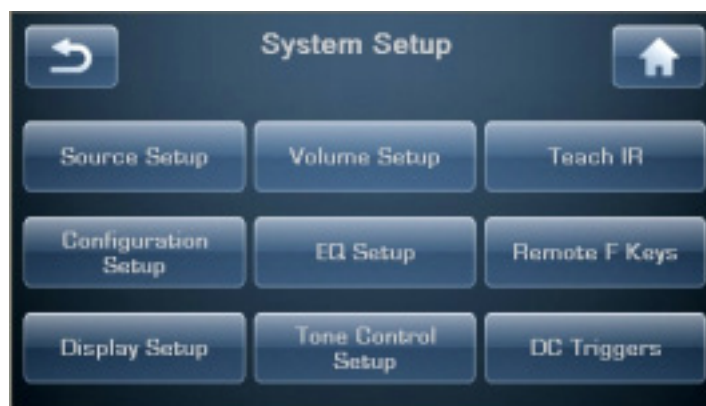 System Setup
Source Setup
Volume Setup
Teach IR
Configuration
Setup
EQ Setup
Remote F Keys
Display Setup
Tone Control
Setup
DC Triggers